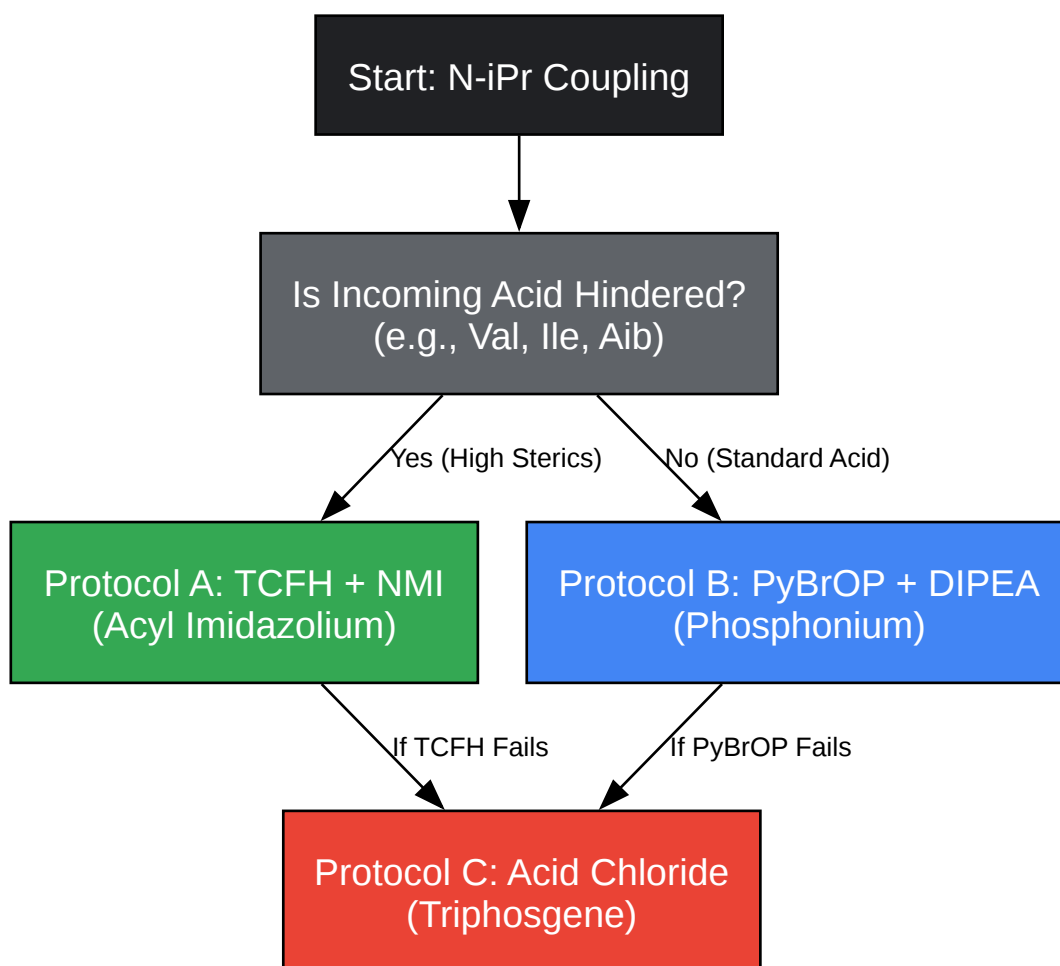 Start: N-iPr Coupling
Is Incoming Acid Hindered?
(e.g., Val, Ile, Aib)
Yes (High Sterics)
No (Standard Acid)
Protocol A: TCFH + NMI
(Acyl Imidazolium)
Protocol B: PyBrOP + DIPEA
(Phosphonium)
If TCFH Fails
If PyBrOP Fails
Protocol C: Acid Chloride
(Triphosgene)